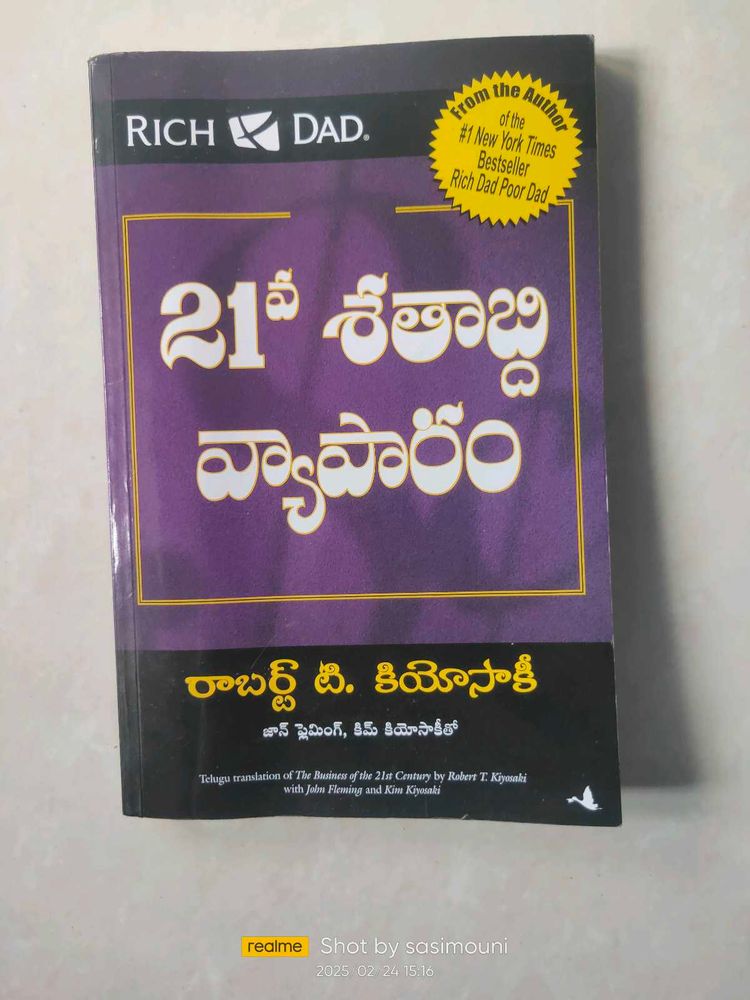 RICH DAD®
From the Author
of the
#1 New York Times
Bestseller
Rich Dad Poor Dad
21వ శతాబ్ది
వ్యాపారం
రాబర్ట్ టి. కియోసాకీ
జాన్ ఫ్లెమింగ్, కిమ్ కియోసాకీతో
Telugu translation of The Business of the 21st Century by Robert T. Kiyosaki
with John Fleming and Kim Kiyosaki
realme Shot by sasimouni
2025/02/24 15:16